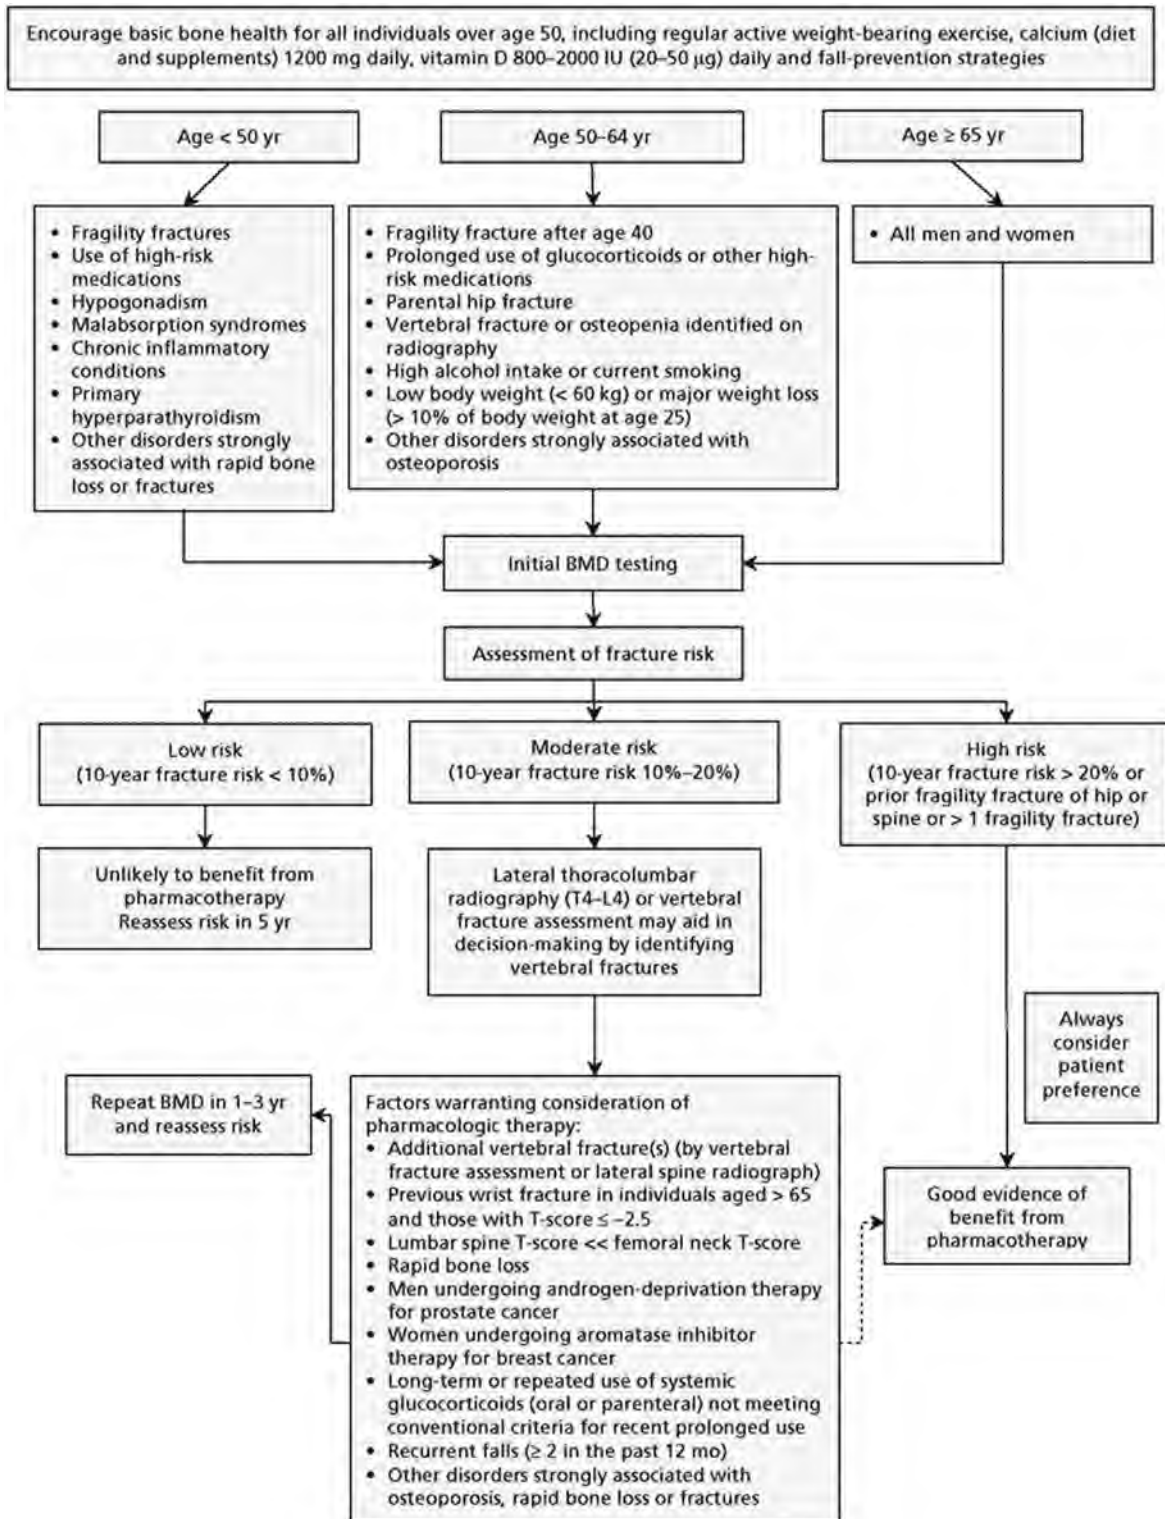 Encourage basic bone health for all individuals over age 50, including regular active weight-bearing exercise, calcium (diet
and supplements) 1200 mg daily, vitamin D 800–2000 IU (20–50 µg) daily and fall-prevention strategies
Age < 50 yr
Age 50–64 yr
Age ≥ 65 yr
• Fragility fractures
• Use of high-risk
medications
• Hypogonadism
• Malabsorption syndromes
• Chronic inflammatory
conditions
• Primary
hyperparathyroidism
• Other disorders strongly
associated with rapid bone
loss or fractures
• Fragility fracture after age 40
• Prolonged use of glucocorticoids or other high-
risk medications
• Parental hip fracture
• Vertebral fracture or osteopenia identified on
radiography
• High alcohol intake or current smoking
• Low body weight (< 60 kg) or major weight loss
(> 10% of body weight at age 25)
• Other disorders strongly associated with
osteoporosis
• All men and women
Initial BMD testing
Assessment of fracture risk
Low risk
(10-year fracture risk < 10%)
Moderate risk
(10-year fracture risk 10%–20%)
High risk
(10-year fracture risk > 20% or
prior fragility fracture of hip or
spine or > 1 fragility fracture)
Unlikely to benefit from
pharmacotherapy
Reassess risk in 5 yr
Lateral thoracolumbar
radiography (T4–L4) or vertebral
fracture assessment may aid in
decision-making by identifying
vertebral fractures
Always
consider
patient
preference
Repeat BMD in 1–3 yr
and reassess risk
Factors warranting consideration of
pharmacologic therapy:
• Additional vertebral fracture(s) (by vertebral
fracture assessment or lateral spine radiograph)
• Previous wrist fracture in individuals aged > 65
and those with T-score ≤ −2.5
• Lumbar spine T-score << femoral neck T-score
• Rapid bone loss
• Men undergoing androgen-deprivation therapy
for prostate cancer
• Women undergoing aromatase inhibitor
therapy for breast cancer
• Long-term or repeated use of systemic
glucocorticoids (oral or parenteral) not meeting
conventional criteria for recent prolonged use
• Recurrent falls (≥ 2 in the past 12 mo)
• Other disorders strongly associated with
osteoporosis, rapid bone loss or fractures
Good evidence of
benefit from
pharmacotherapy